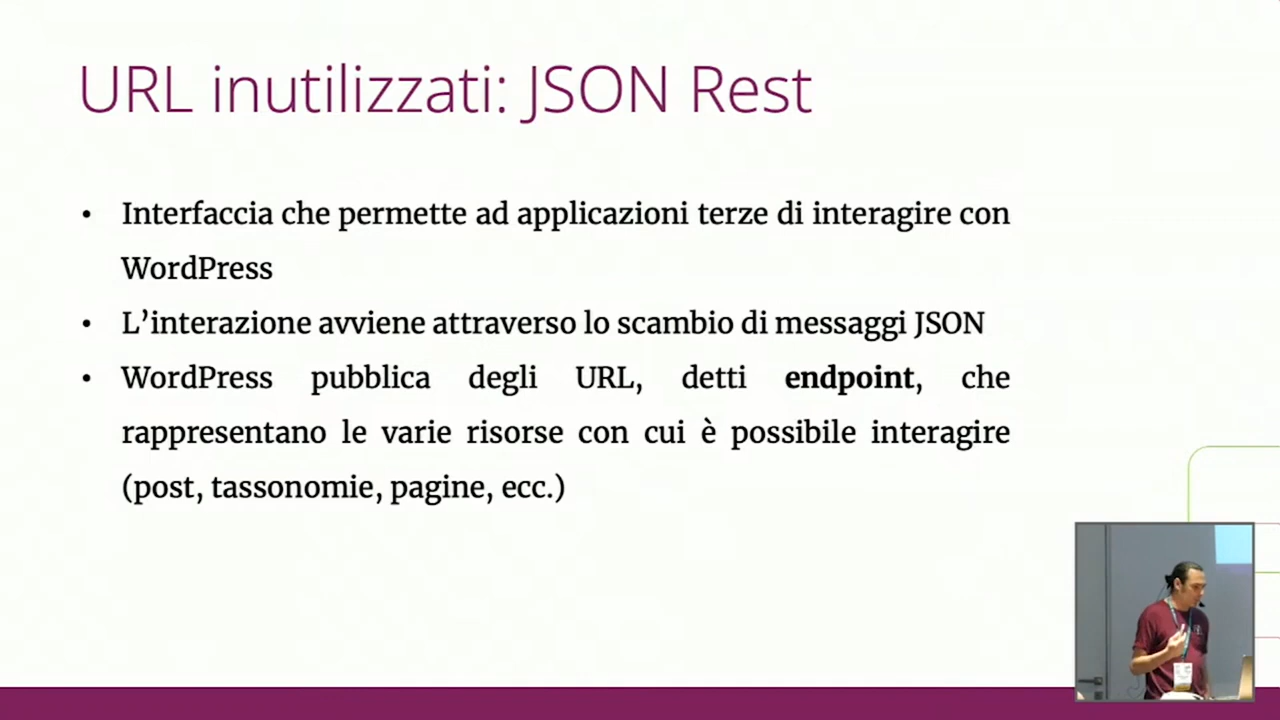 URL inutilizzati: JSON Rest
• Interfaccia che permette ad applicazioni terze di interagire con
WordPress
• L’interazione avviene attraverso lo scambio di messaggi JSON
• WordPress pubblica degli URL, detti endpoint, che
rappresentano le varie risorse con cui è possibile interagire
(post, tassonomie, pagine, ecc.)